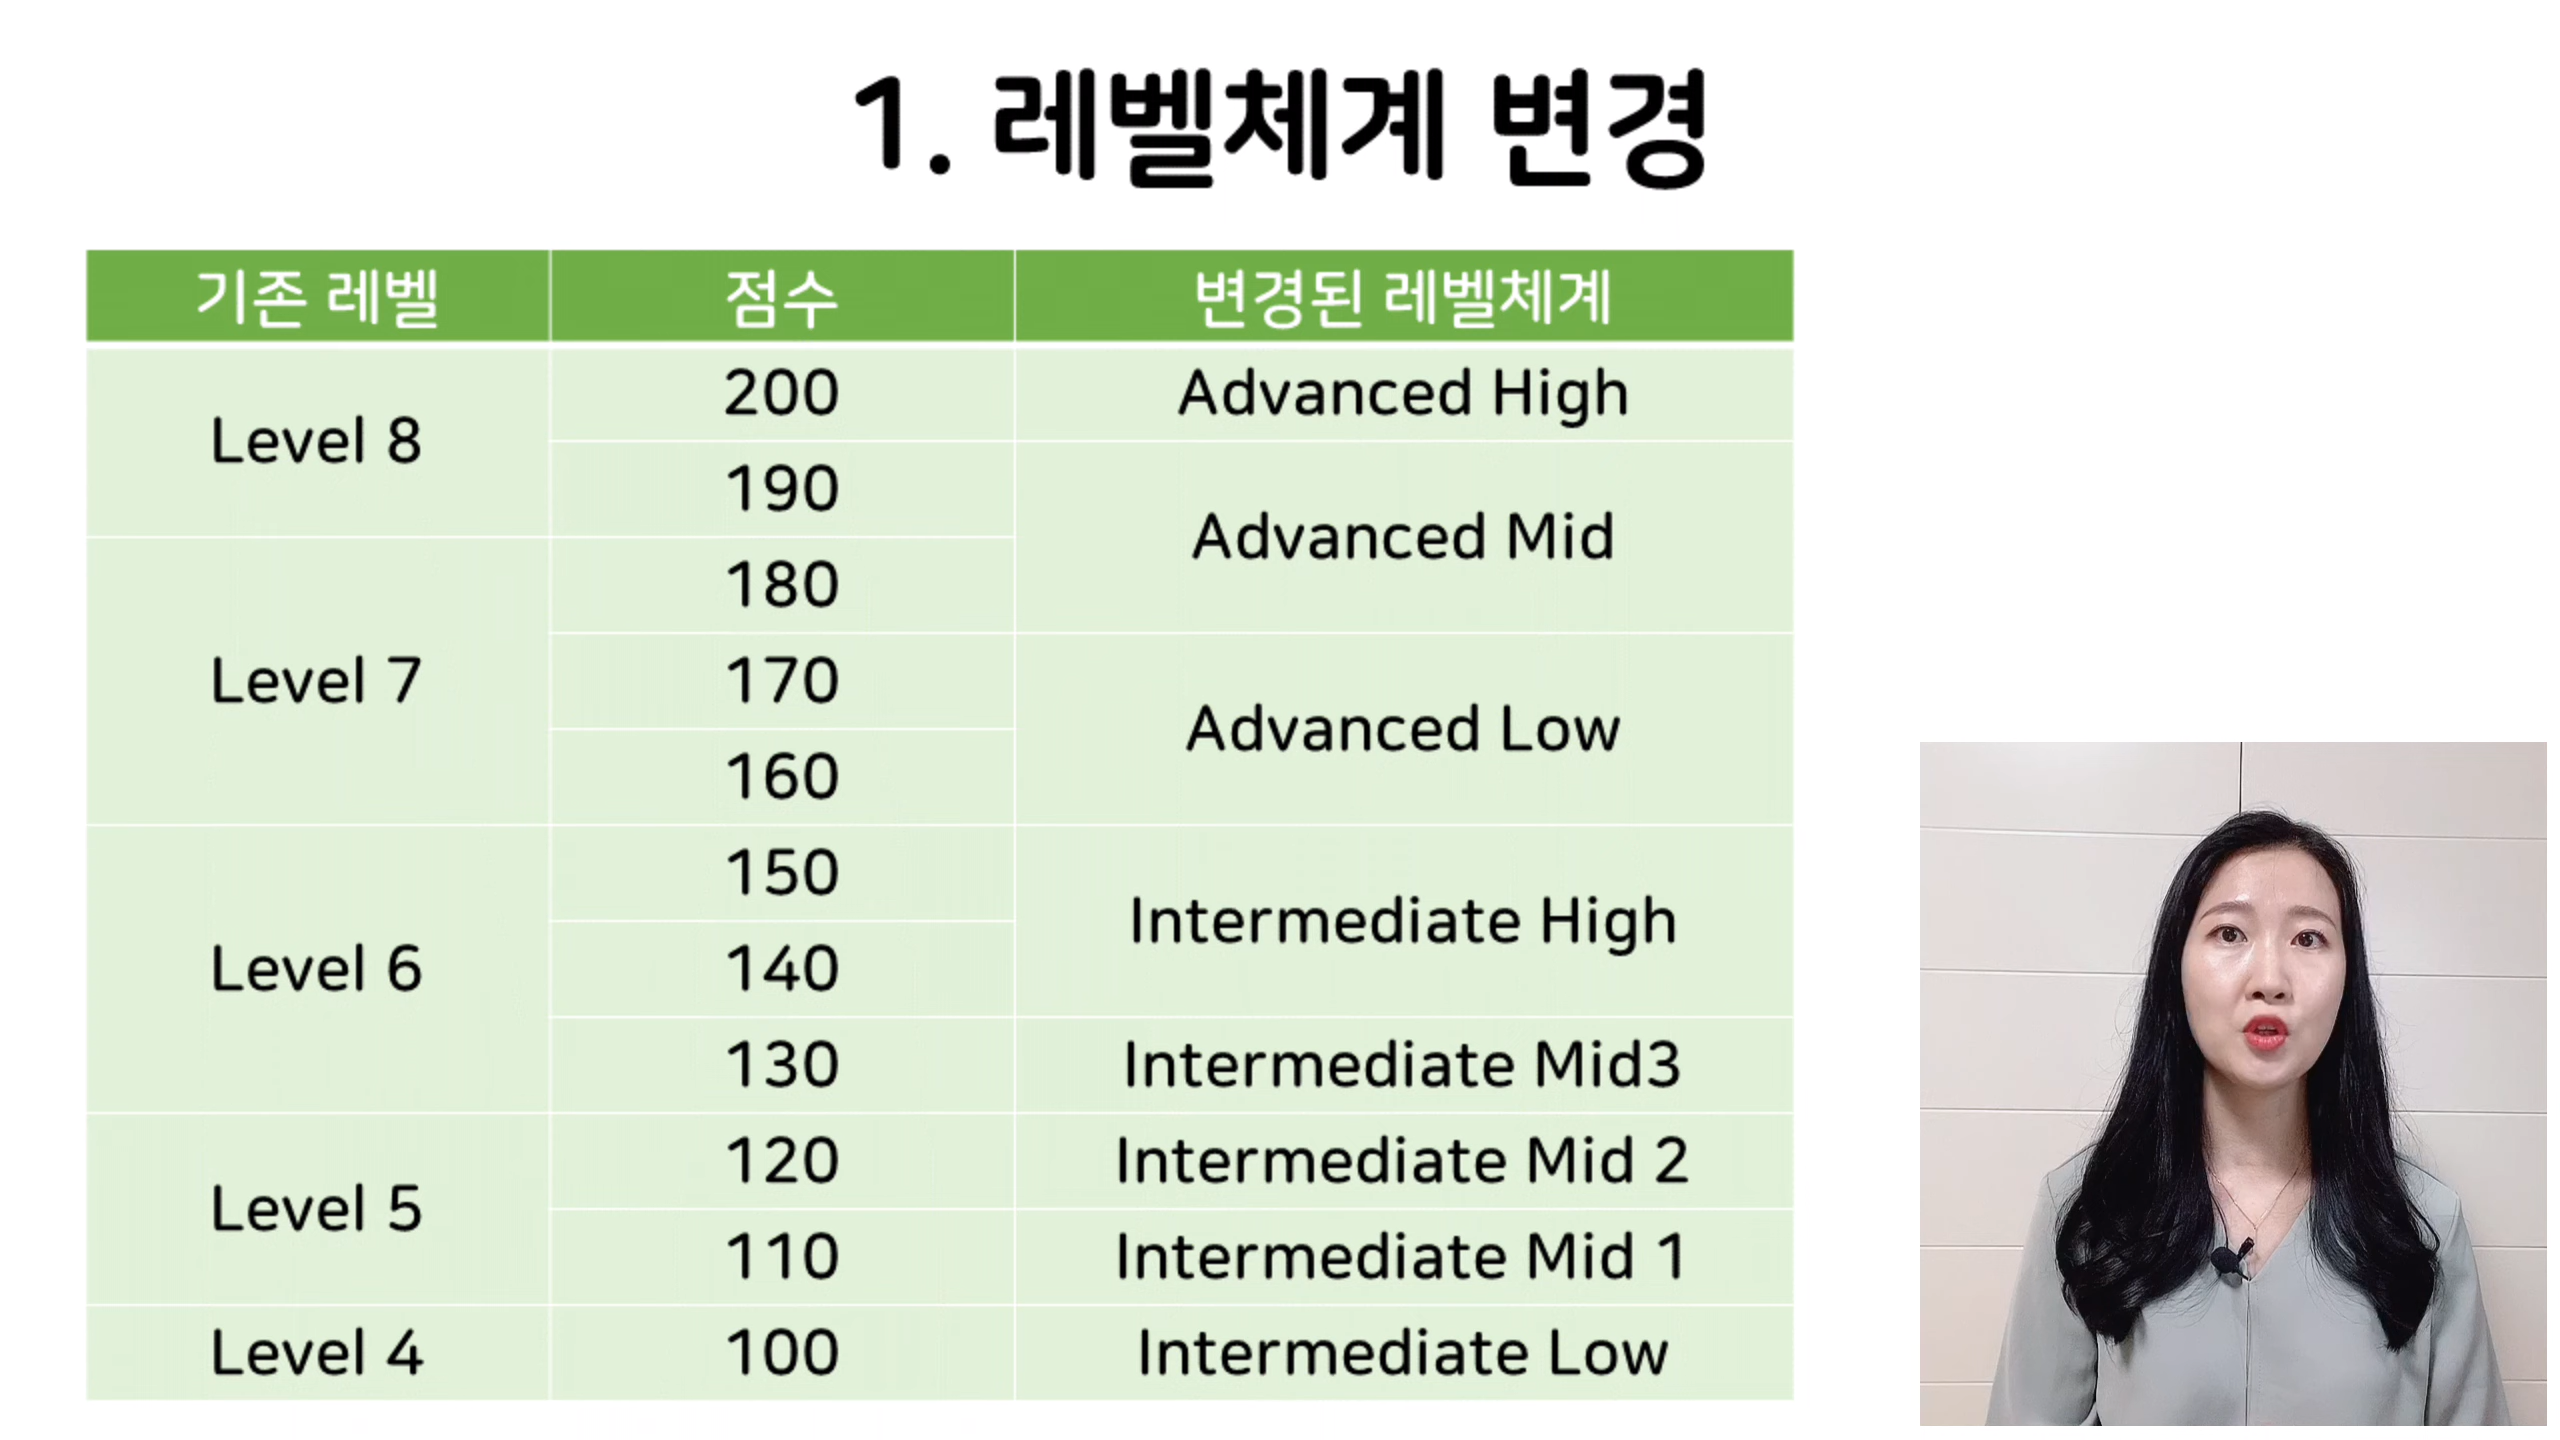 1. 레벨체계 변경
기존 레벨 점수 변경된 레벨체계
Level 8 200 Advanced High
190 Advanced Mid
Level 7 180
170 Advanced Low
160
Level 6 150 Intermediate High
140
130 Intermediate Mid3
Level 5 120 Intermediate Mid 2
110 Intermediate Mid 1
Level 4 100 Intermediate Low